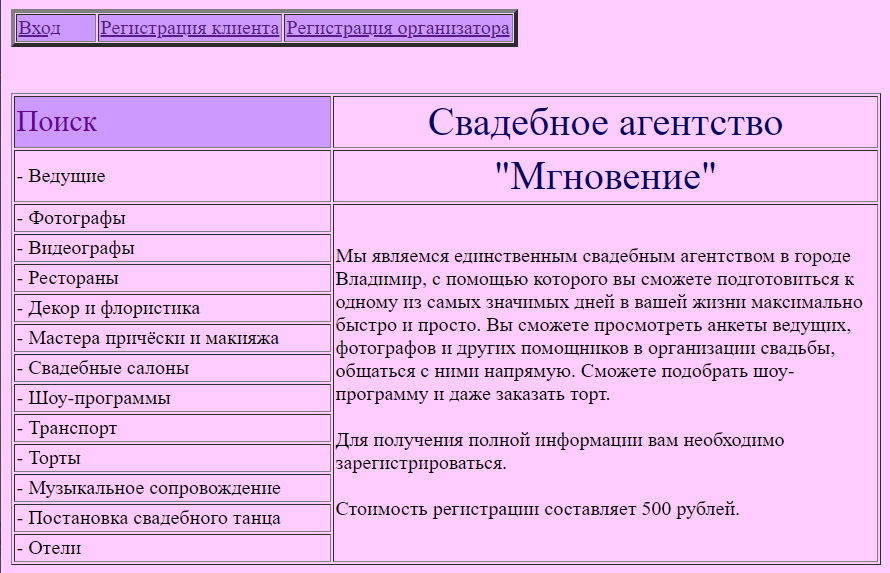 Вход Регистрация клиента Регистрация организатора
Поиск
- Ведущие
- Фотографы
- Видеографы
- Рестораны
- Декор и флористика
- Мастера причёски и макияжа
- Свадебные салоны
- Шоу-программы
- Транспорт
- Торты
- Музыкальное сопровождение
- Постановка свадебного танца
- Отели
Свадебное агентство
"Мгновение"
Мы являемся единственным свадебным агентством в городе
Владимир, с помощью которого вы сможете подготовиться к
одному из самых значимых дней в вашей жизни максимально
быстро и просто. Вы сможете просмотреть анкеты ведущих,
фотографов и других помощников в организации свадьбы,
общаться с ними напрямую. Сможете подобрать шоу-
программу и даже заказать торт.
Для получения полной информации вам необходимо
зарегистрироваться.
Стоимость регистрации составляет 500 рублей.